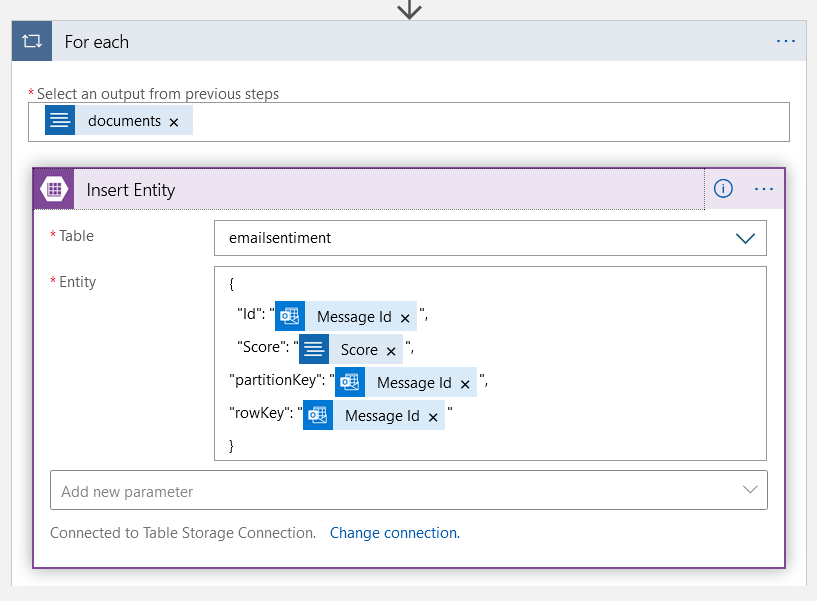 For each
* Select an output from previous steps
documents ×
Insert Entity
* Table
emailsentiment
* Entity
{
"Id": " Message Id × ",
"Score": " Score × ",
"partitionKey": " Message Id × ",
"rowKey": " Message Id × "
}
Add new parameter
Connected to Table Storage Connection. Change connection.